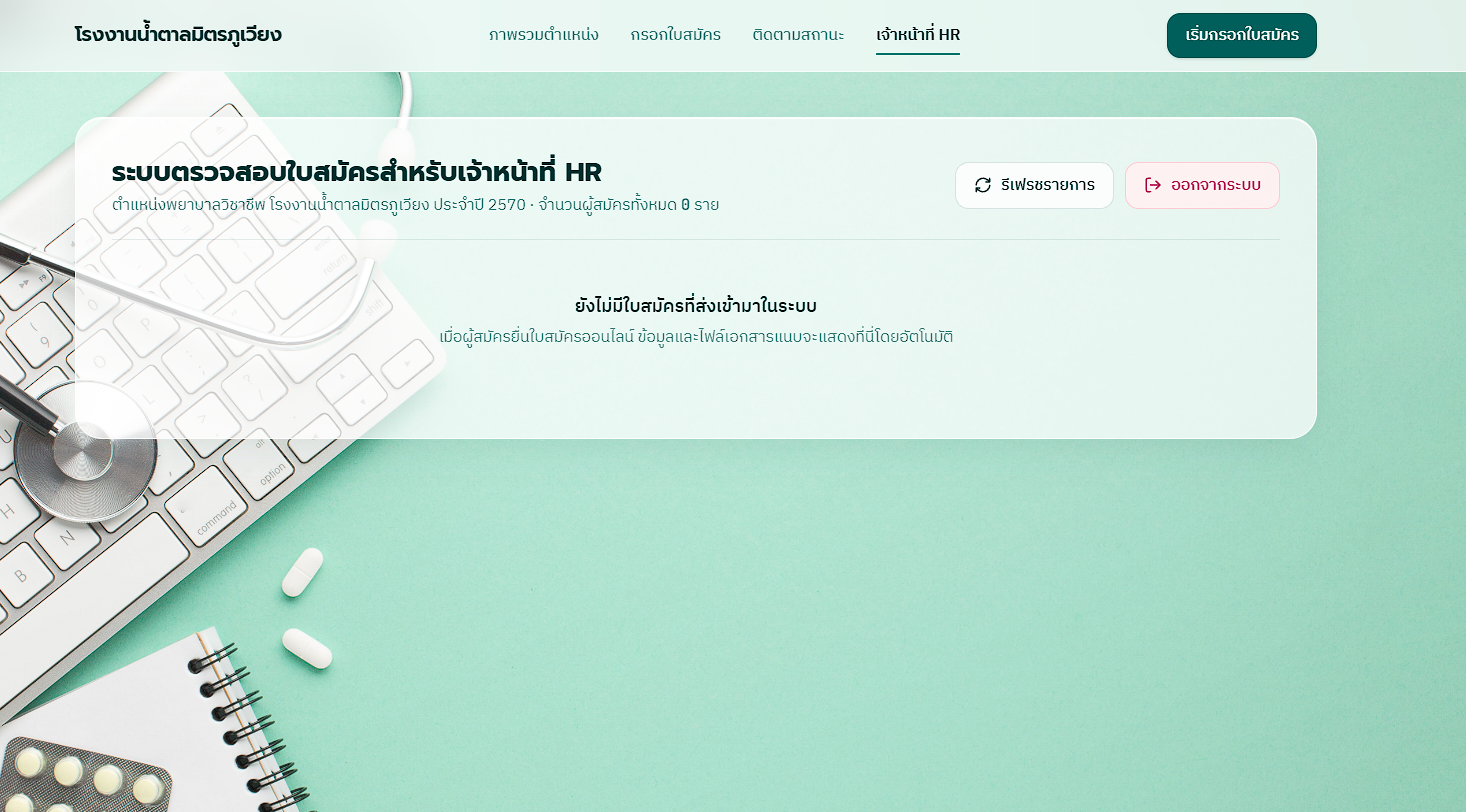 โรงงานน้ำตาลมิตรภูเวียง
ภาพรวมตำแหน่ง
กรอกใบสมัคร
ติดตามสถานะ
เจ้าหน้าที่ HR
เริ่มกรอกใบสมัคร
ระบบตรวจสอบใบสมัครสำหรับเจ้าหน้าที่ HR
ตำแหน่งพยาบาลวิชาชีพ โรงงานน้ำตาลมิตรภูเวียง ประจำปี 2570 · จำนวนผู้สมัครทั้งหมด 0 ราย
รีเฟรชรายการ
ออกจากระบบ
ยังไม่มีใบสมัครที่ส่งเข้ามาในระบบ
เมื่อผู้สมัครยื่นใบสมัครออนไลน์ ข้อมูลและไฟล์เอกสารแนบจะแสดงที่นี่โดยอัตโนมัติ
return
shift
F9
9
alt
option
command
U
H
N
B